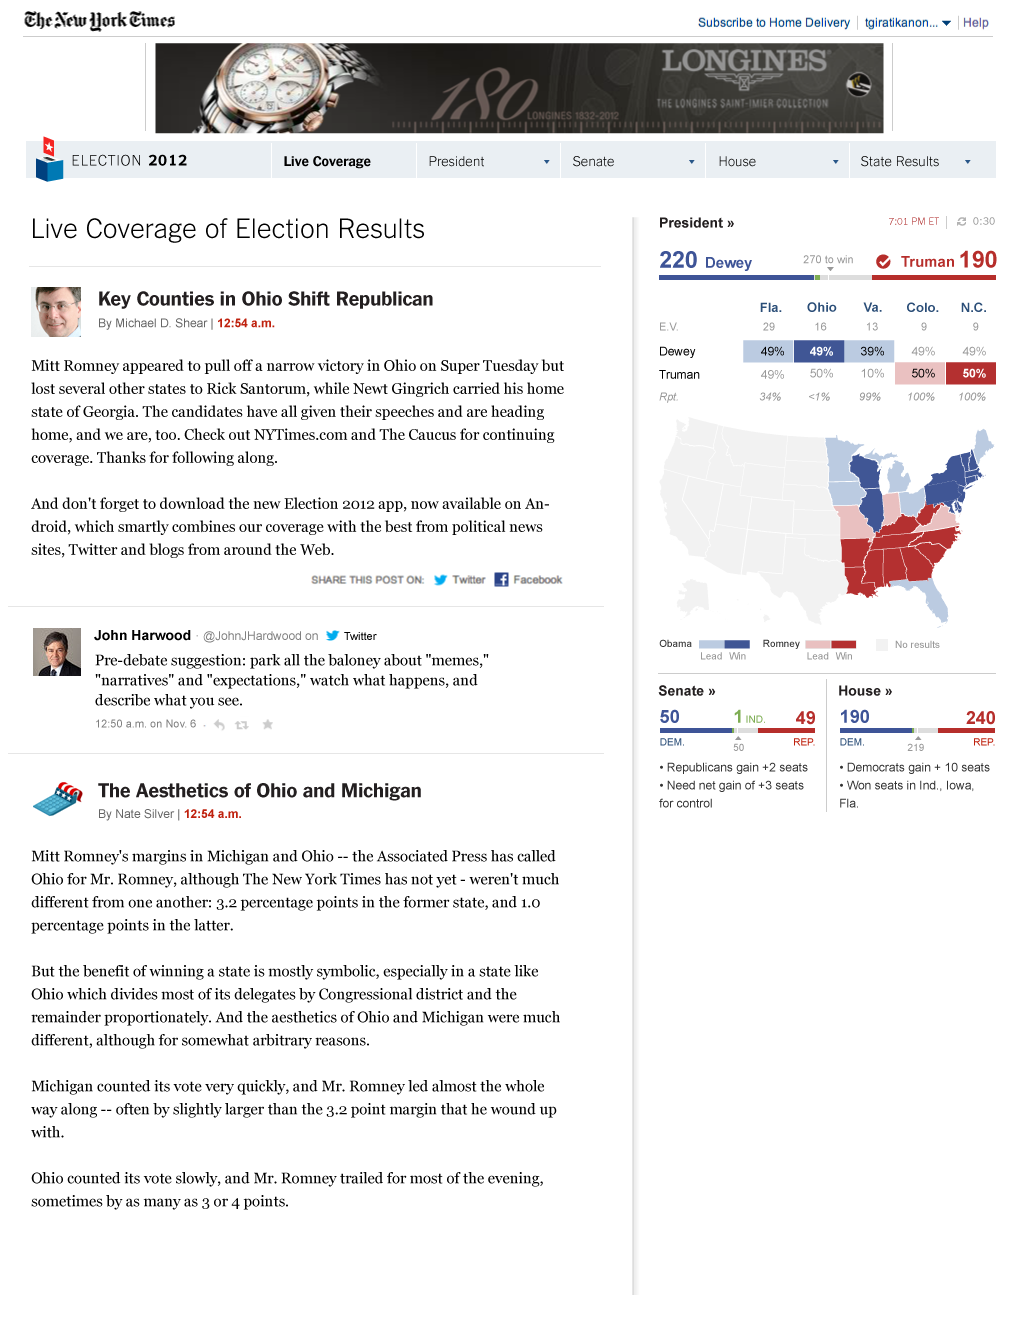 The New York Times
Subscribe to Home Delivery
tgiratikanon...
Help
LONGINES
THE LONGINES SAINT-IMIER COLLECTION
180
LONGINES 1832-2012
ELECTION 2012
Live Coverage
President
Senate
House
State Results
Live Coverage of Election Results
Key Counties in Ohio Shift Republican
By Michael D. Shear | 12:54 a.m.
Mitt Romney appeared to pull off a narrow victory in Ohio on Super Tuesday but
lost several other states to Rick Santorum, while Newt Gingrich carried his home
state of Georgia. The candidates have all given their speeches and are heading
home, and we are, too. Check out NYTimes.com and The Caucus for continuing
coverage. Thanks for following along.
And don't forget to download the new Election 2012 app, now available on An-
droid, which smartly combines our coverage with the best from political news
sites, Twitter and blogs from around the Web.
SHARE THIS POST ON: Twitter Facebook
John Harwood · @JohnJHardwood on Twitter
Pre-debate suggestion: park all the baloney about "memes,"
"narratives" and "expectations," watch what happens, and
describe what you see.
12:50 a.m. on Nov. 6
The Aesthetics of Ohio and Michigan
By Nate Silver | 12:54 a.m.
Mitt Romney's margins in Michigan and Ohio -- the Associated Press has called
Ohio for Mr. Romney, although The New York Times has not yet - weren't much
different from one another: 3.2 percentage points in the former state, and 1.0
percentage points in the latter.
But the benefit of winning a state is mostly symbolic, especially in a state like
Ohio which divides most of its delegates by Congressional district and the
remainder proportionately. And the aesthetics of Ohio and Michigan were much
different, although for somewhat arbitrary reasons.
Michigan counted its vote very quickly, and Mr. Romney led almost the whole
way along -- often by slightly larger than the 3.2 point margin that he wound up
with.
Ohio counted its vote slowly, and Mr. Romney trailed for most of the evening,
sometimes by as many as 3 or 4 points.
President »
7:01 PM ET
0:30
220 Dewey
270 to win
Truman 190
Fla. Ohio Va. Colo. N.C.
E.V. 29 16 13 9 9
Dewey 49% 49% 39% 49% 49%
Truman 49% 50% 10% 50% 50%
Rpt. 34% <1% 99% 100% 100%
Obama Romney No results
Lead Win Lead Win
Senate »
50 1 IND. 49
DEM. 50 REP.
• Republicans gain +2 seats
• Need net gain of +3 seats
for control
House »
190 240
DEM. 219 REP.
• Democrats gain + 10 seats
• Won seats in Ind., Iowa,
Fla.